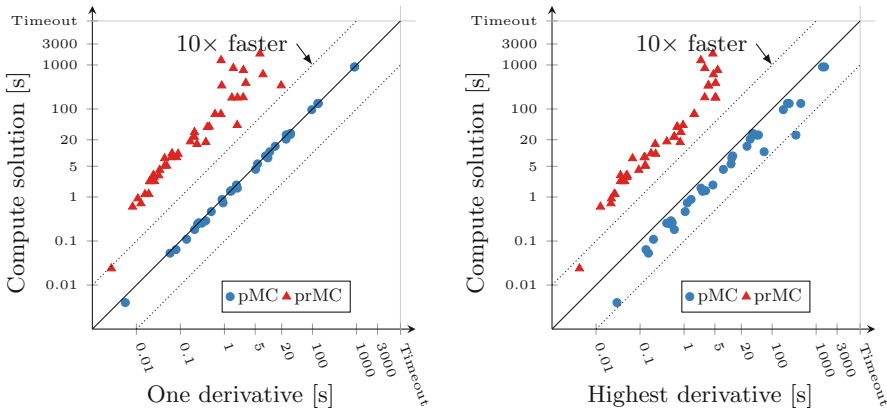 Timeout
3000
1000
100
20
5
1
0.1
0.01
Compute solution [s]
10× faster
pMC
prMC
0.01
0.1
1
5
20
100
1000
3000
Timeout
One derivative [s]
Timeout
3000
1000
100
20
5
1
0.1
0.01
Compute solution [s]
10× faster
pMC
prMC
0.01
0.1
1
5
20
100
1000
3000
Timeout
Highest derivative [s]